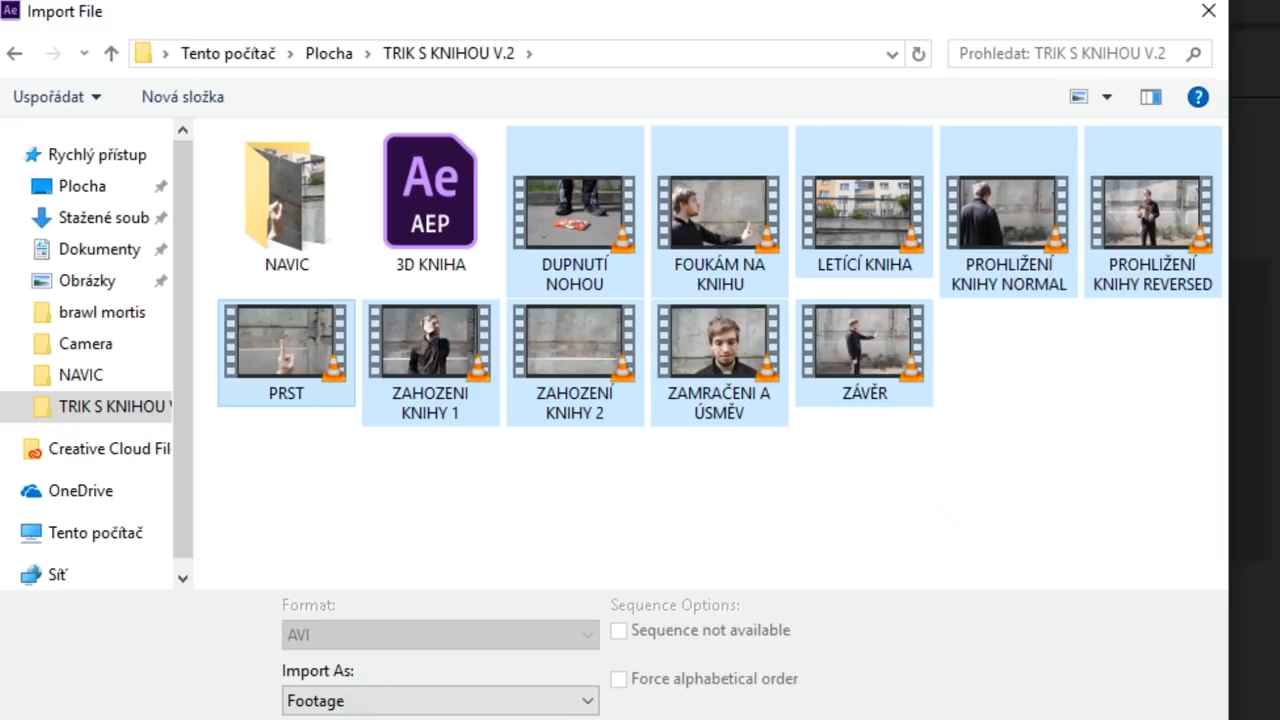 Ae Import File
Tento počítač Plocha TRIK S KNIHOU V.2
Prohledat: TRIK S KNIHOU V.2
Uspořádat Nová složka
?
Rychlý přístup
Plocha
Stažené soub
Dokumenty
Obrázky
brawl mortis
Camera
NAVIC
TRIK S KNIHOU
Creative Cloud Fil
OneDrive
Tento počítač
Síť
NAVIC
Ae
AEP
3D KNIHA
DUPNUTÍ
NOHOU
FOUKÁM NA
KNIHU
LETÍCÍ KNIHA
PROHLIŽENÍ
KNIHY NORMAL
PROHLIŽENÍ
KNIHY REVERSED
PRST
ZAHOZENI
KNIHY 1
ZAHOZENÍ
KNIHY 2
ZAMRAČENI A
ÚSMĚV
ZÁVĚR
Format:
AVI
Import As:
Footage
Sequence Options:
Sequence not available
Force alphabetical order